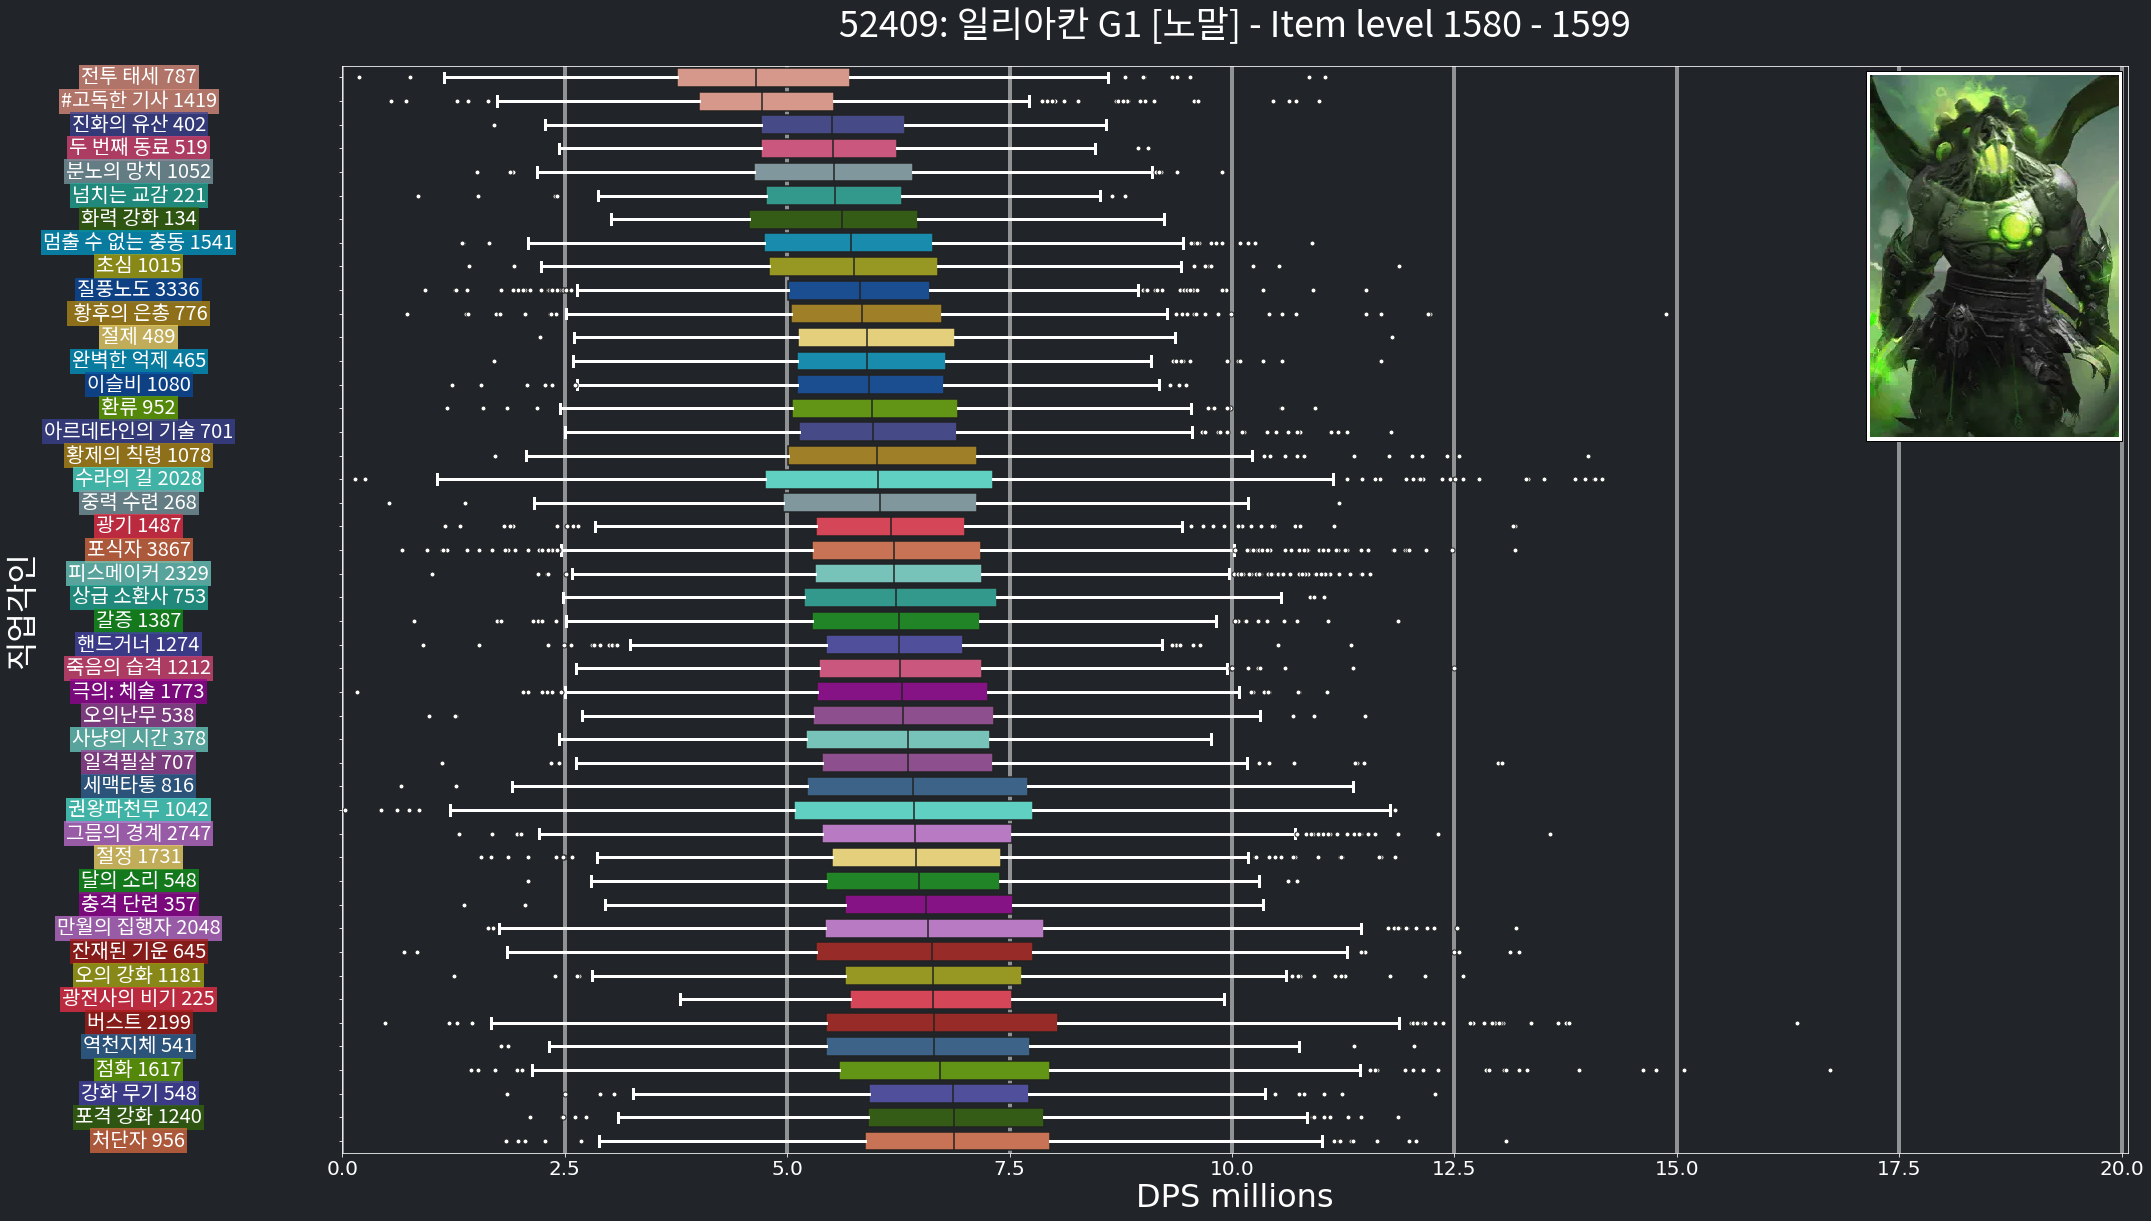 52409: 일리아칸 G1 [노말] - Item level 1580 - 1599
전투 태세 787
#고독한 기사 1419
진화의 유산 402
두 번째 동료 519
분노의 망치 1052
넘치는 교감 221
화력 강화 134
멈출 수 없는 충동 1541
초심 1015
질풍노도 3336
황후의 은총 776
절제 489
완벽한 억제 465
이슬비 1080
환류 952
아르데타인의 기술 701
황제의 칙령 1078
수라의 길 2028
중력 수련 268
광기 1487
포식자 3867
피스메이커 2329
상급 소환사 753
갈증 1387
핸드거너 1274
죽음의 습격 1212
극의: 체술 1773
오의난무 538
사냥의 시간 378
일격필살 707
세맥타통 816
권왕파천무 1042
그믐의 경계 2747
절정 1731
달의 소리 548
충격 단련 357
만월의 집행자 2048
잔재된 기운 645
오의 강화 1181
광전사의 비기 225
버스트 2199
역천지체 541
점화 1617
강화 무기 548
포격 강화 1240
처단자 956
직업각인
0.0 2.5 5.0 7.5 10.0 12.5 15.0 17.5 20.0
DPS millions